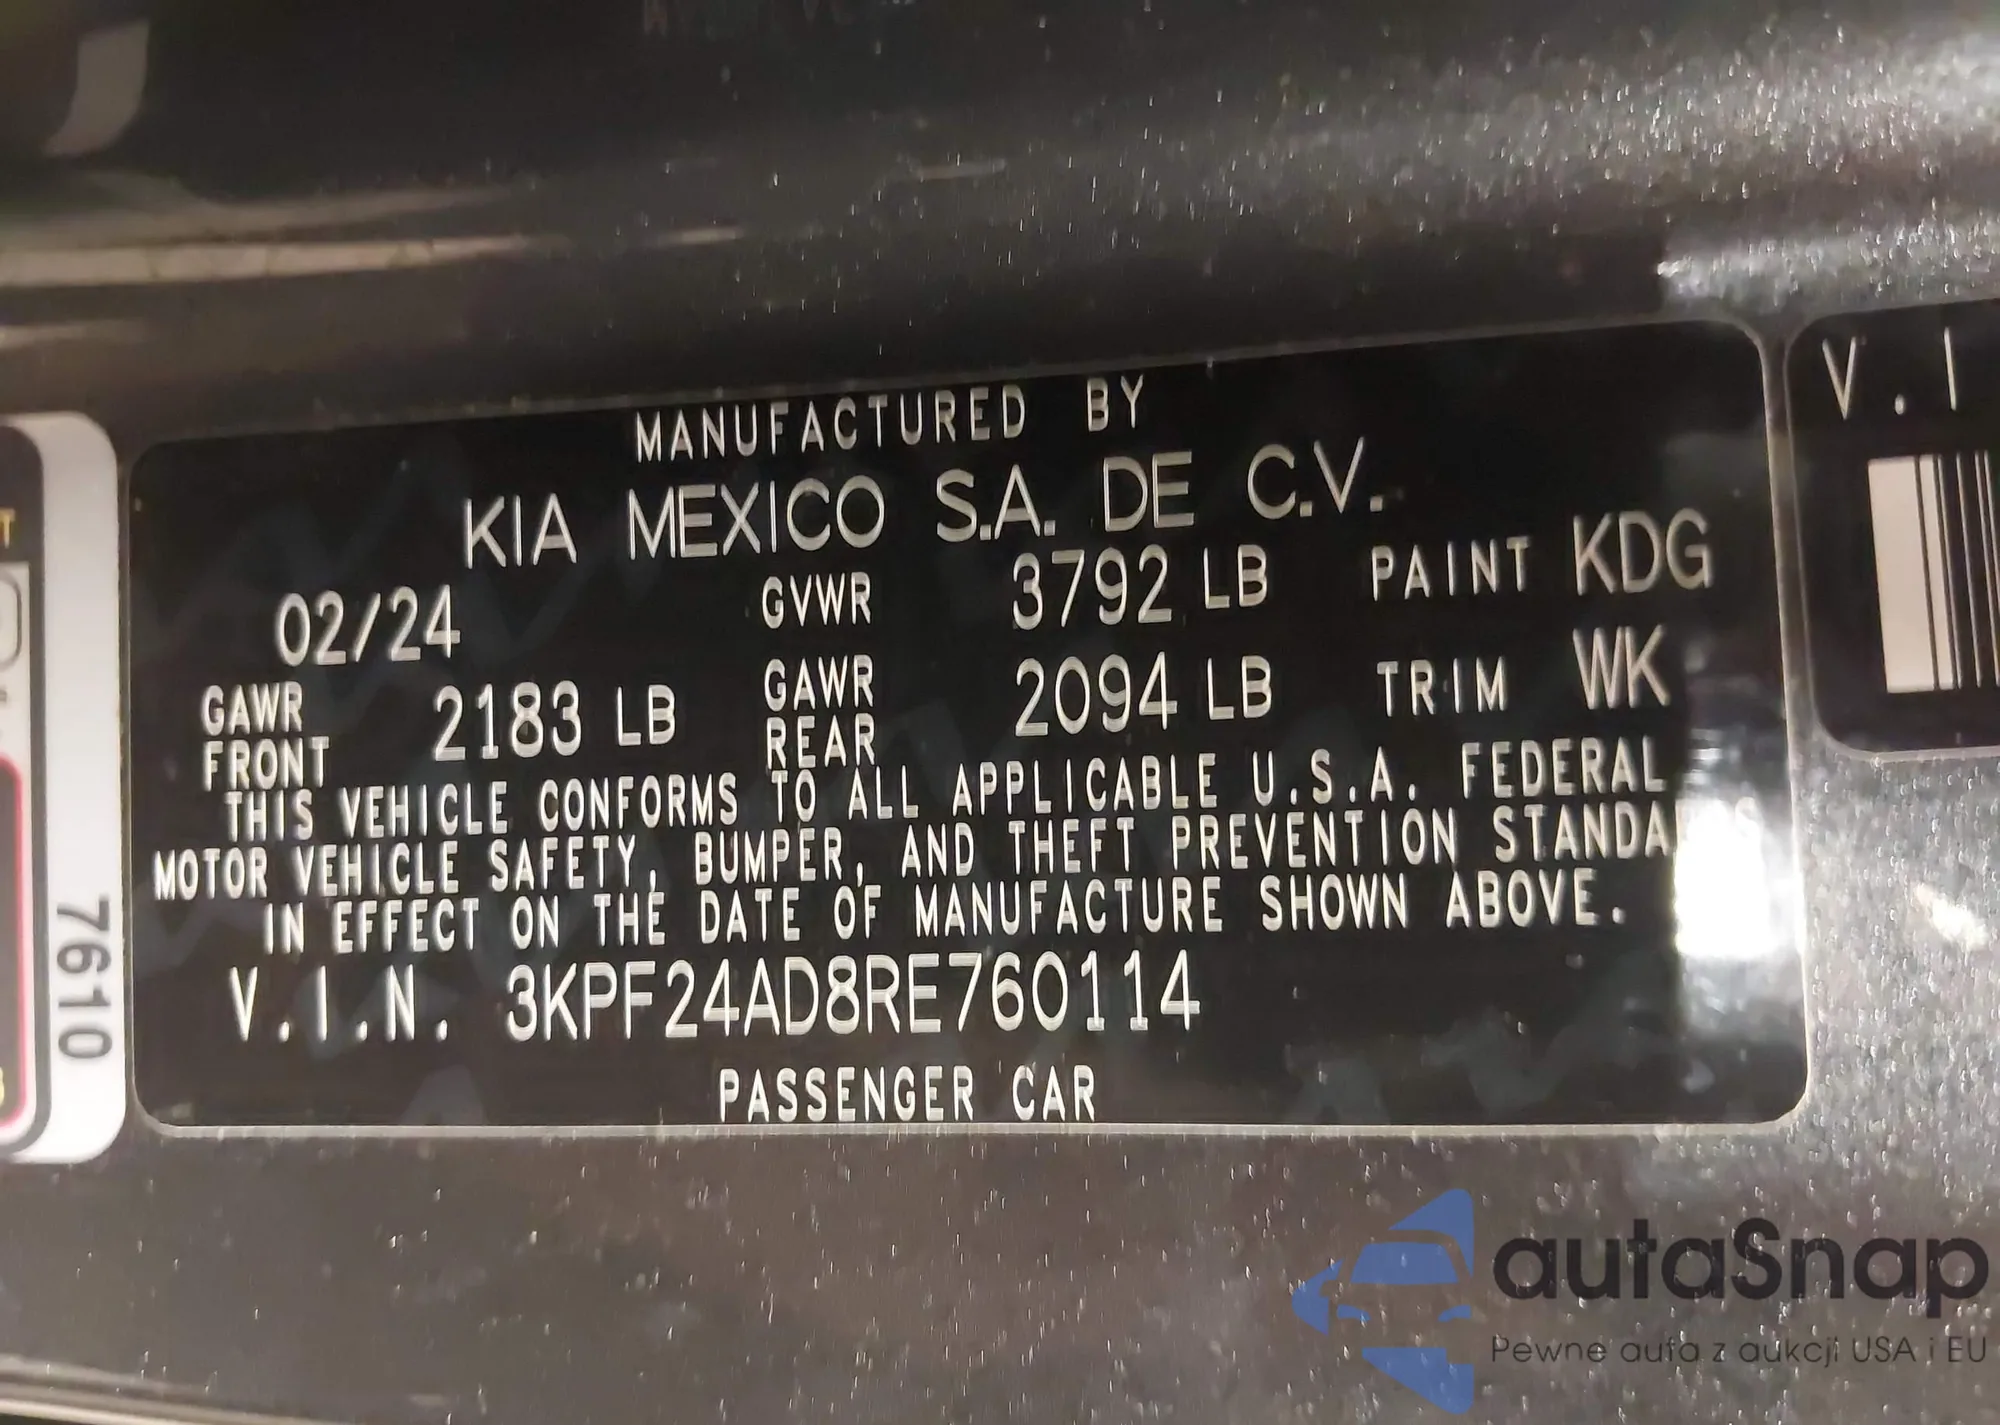 MANUFACTURED BY
KIA MEXICO S.A. DE C.V.
02/24 GVWR 3792 LB PAINT KDG
GAWR FRONT 2183 LB GAWR REAR 2094 LB TRIM WK
THIS VEHICLE CONFORMS TO ALL APPLICABLE U.S.A. FEDERAL
MOTOR VEHICLE SAFETY, BUMPER, AND THEFT PREVENTION STANDARDS
IN EFFECT ON THE DATE OF MANUFACTURE SHOWN ABOVE.
V.I.N. 3KPF24AD8RE760114
PASSENGER CAR
V.I
7610
autaSnap
Pewne auta z aukcji USA i EU